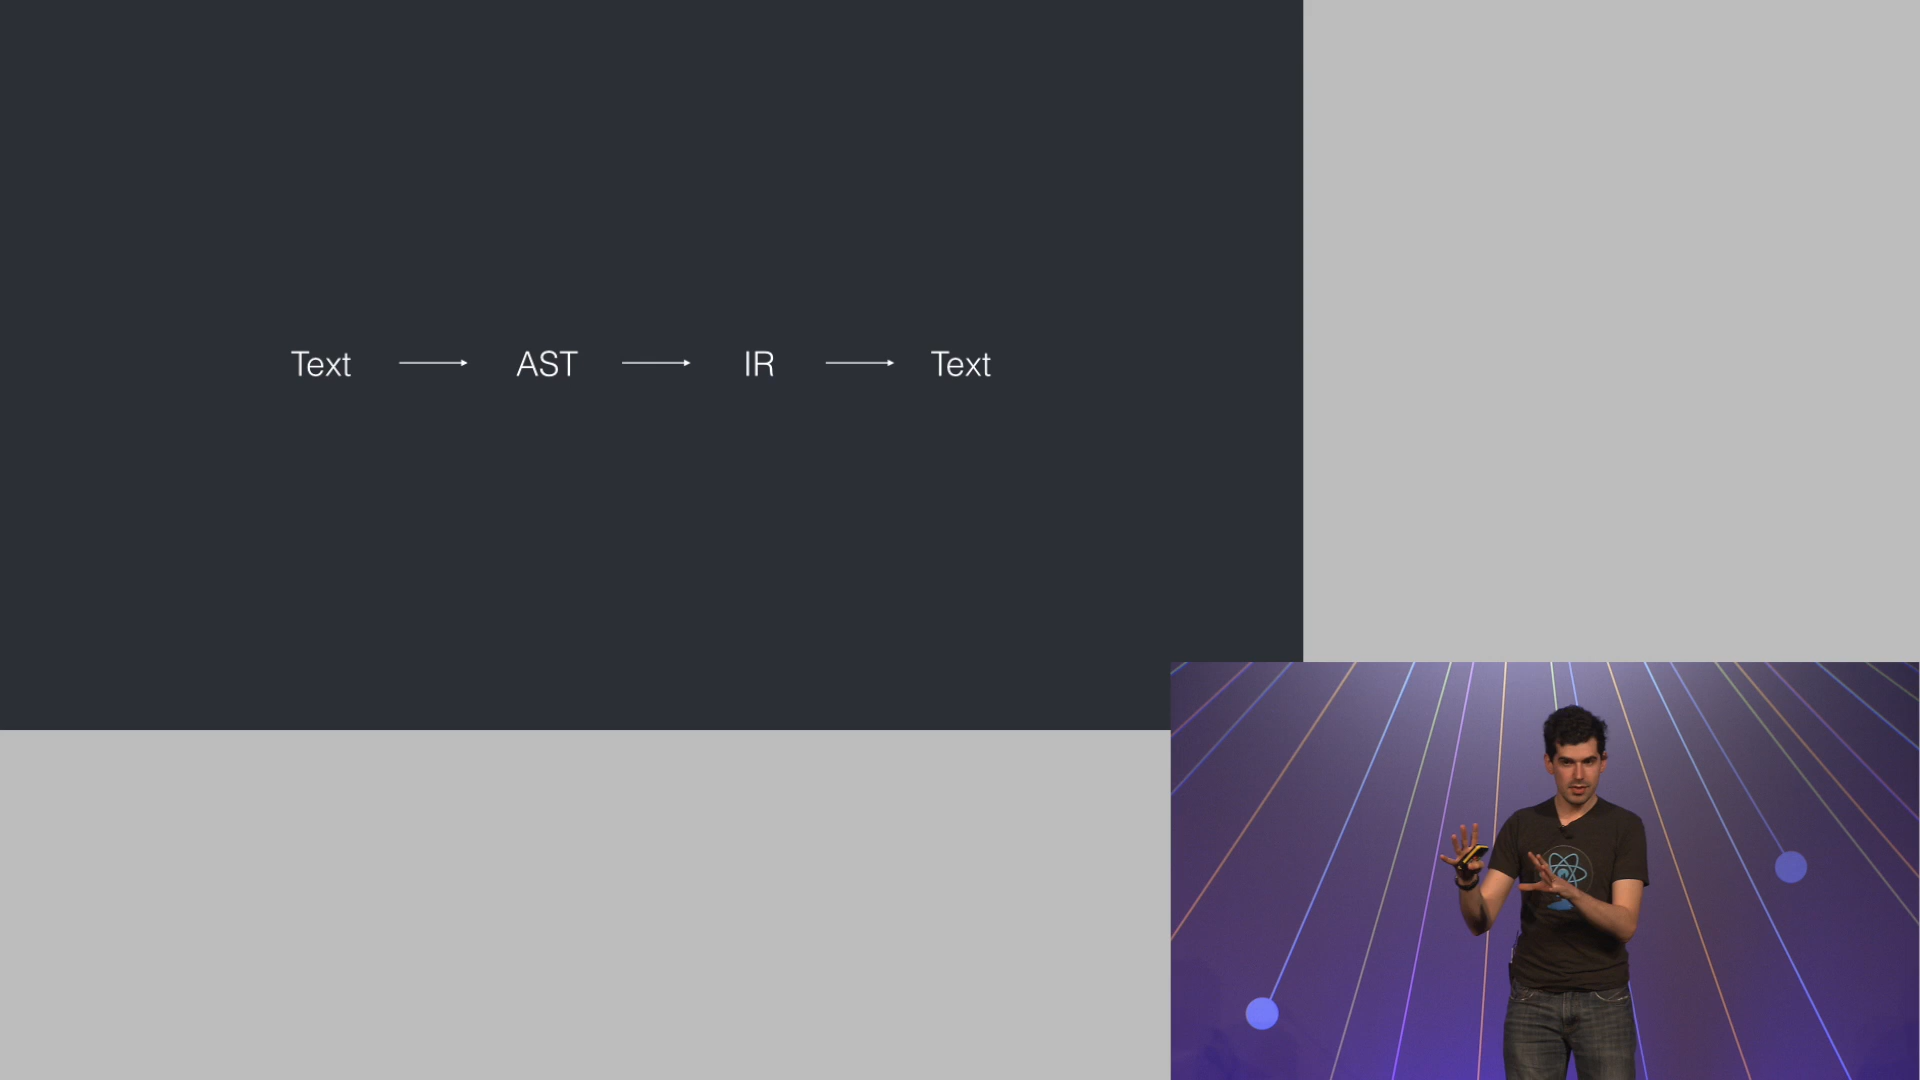 Text → AST → IR → Text